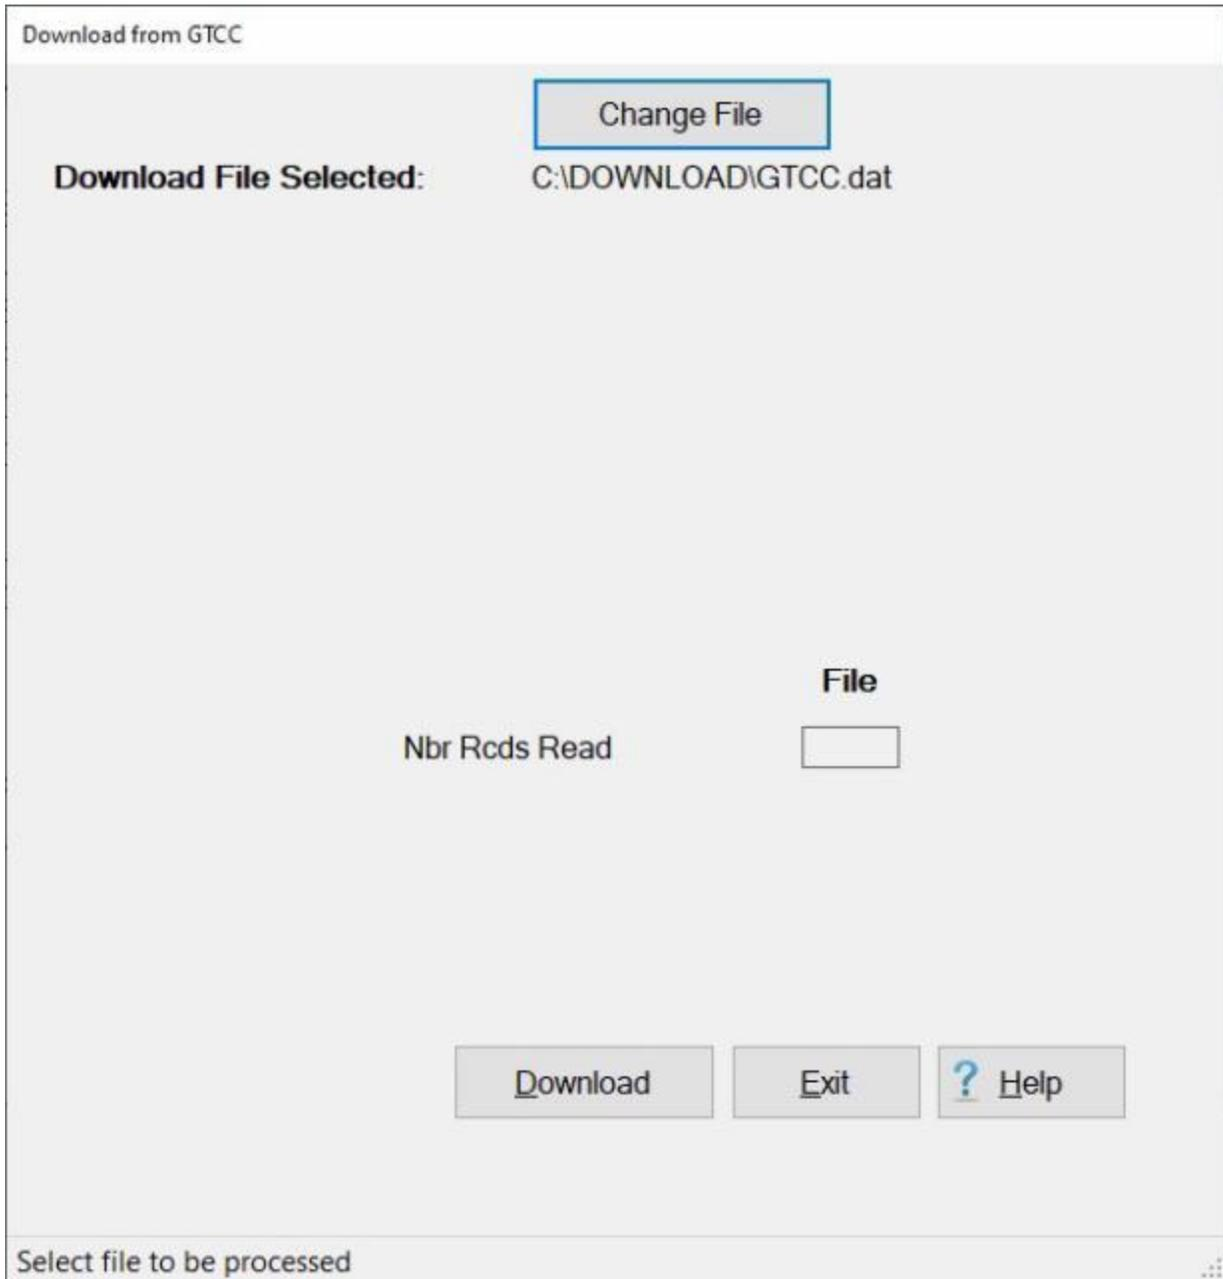 Download from GTCC
Change File
Download File Selected: C:\DOWNLOAD\GTCC.dat
File
Nbr Rcds Read
Download Exit ? Help
Select file to be processed